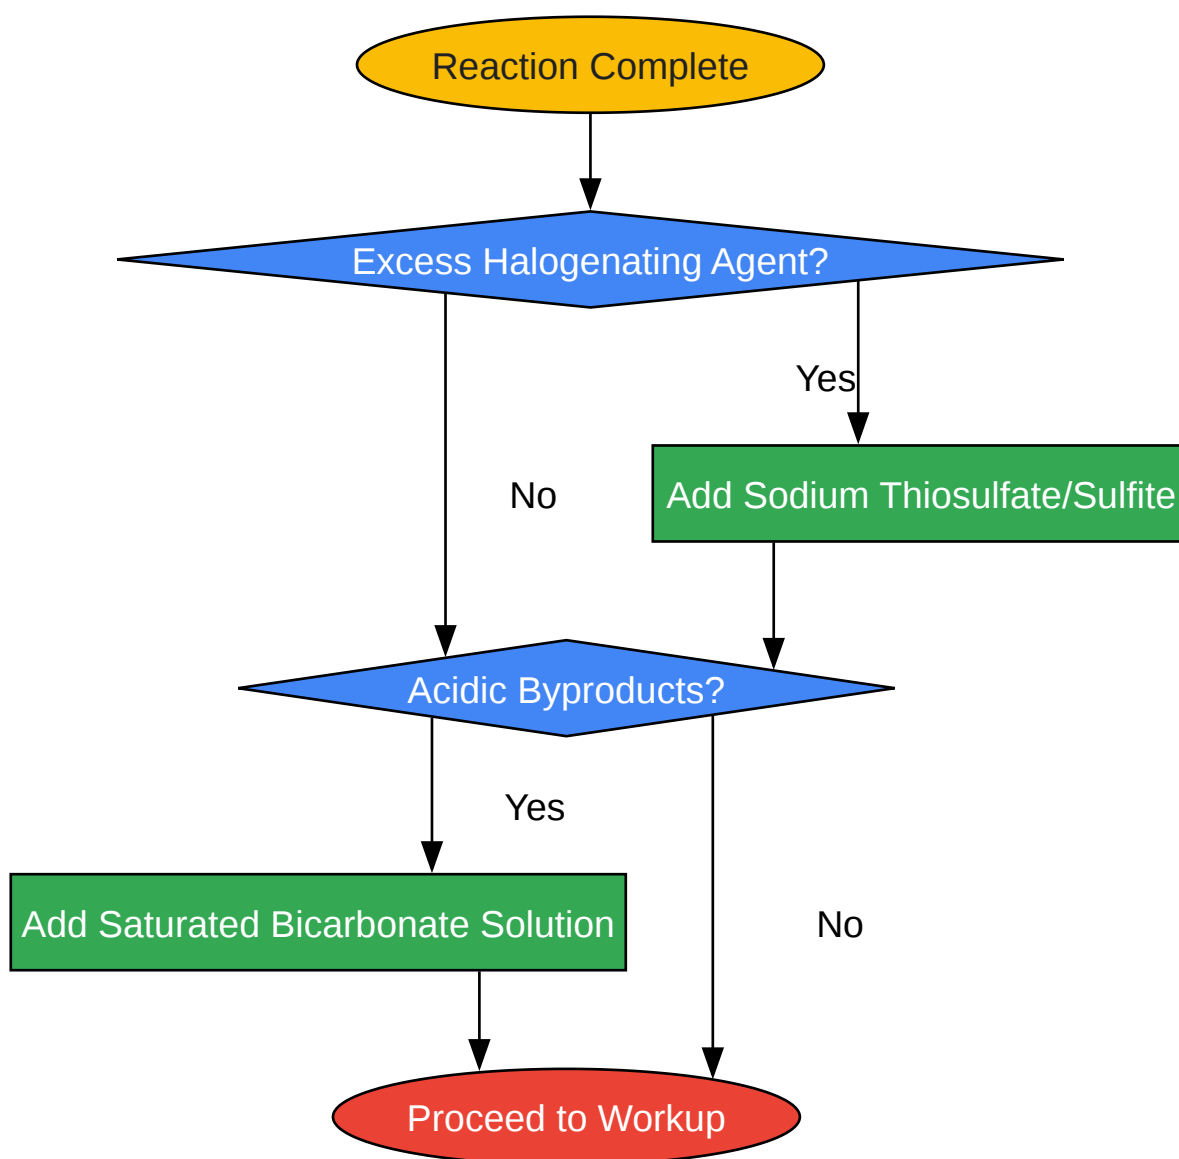 Reaction Complete
Excess Halogenating Agent?
Yes
No
Add Sodium Thiosulfate/Sulfite
Acidic Byproducts?
Yes
Add Saturated Bicarbonate Solution
No
Proceed to Workup